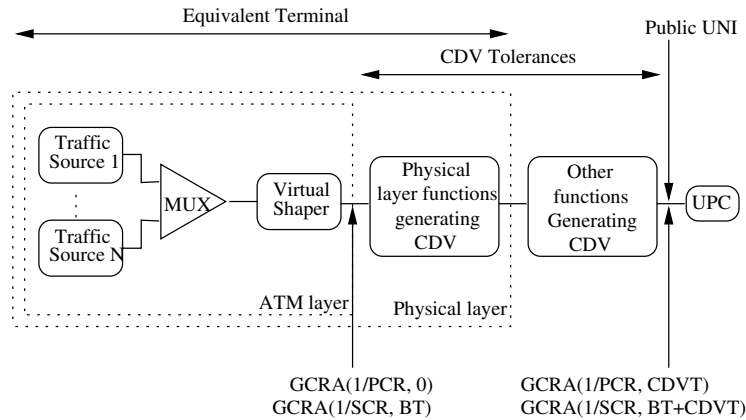 Equivalent Terminal
Public UNI
CDV Tolerances
Traffic
Source 1
Traffic
Source N
MUX
Virtual
Shaper
Physical
layer functions
generating
CDV
Other
functions
Generating
CDV
UPC
ATM layer
Physical layer
GCRA(1/PCR, 0)
GCRA(1/SCR, BT)
GCRA(1/PCR, CDVT)
GCRA(1/SCR, BT+CDVT)